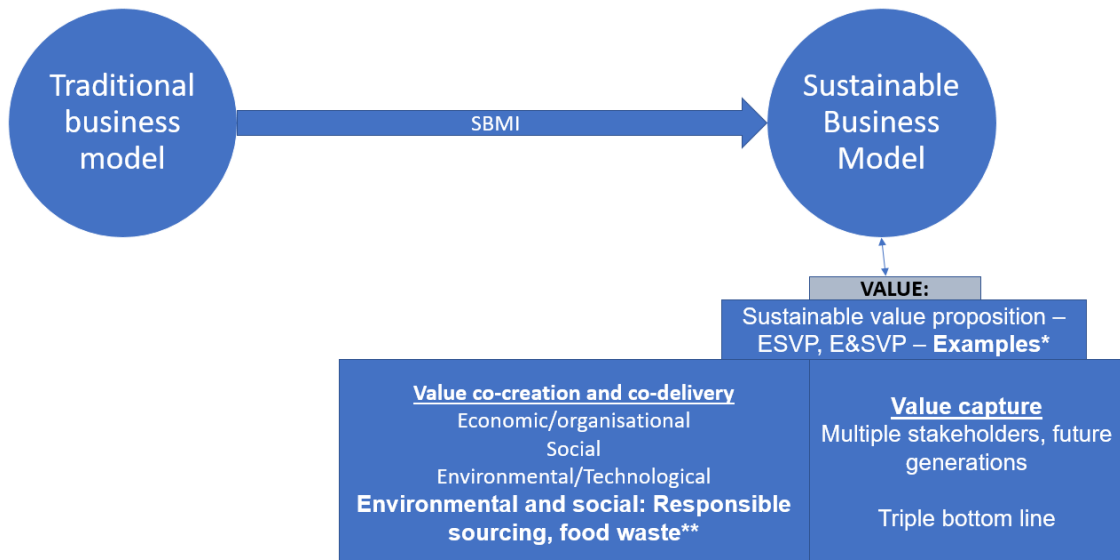 Traditional
business
model
SBMI
Sustainable
Business
Model
VALUE:
Sustainable value proposition –
ESVP, E&SVP – Examples*
Value co-creation and co-delivery
Economic/organisational
Social
Environmental/Technological
Environmental and social: Responsible
sourcing, food waste**
Value capture
Multiple stakeholders, future
generations
Triple bottom line